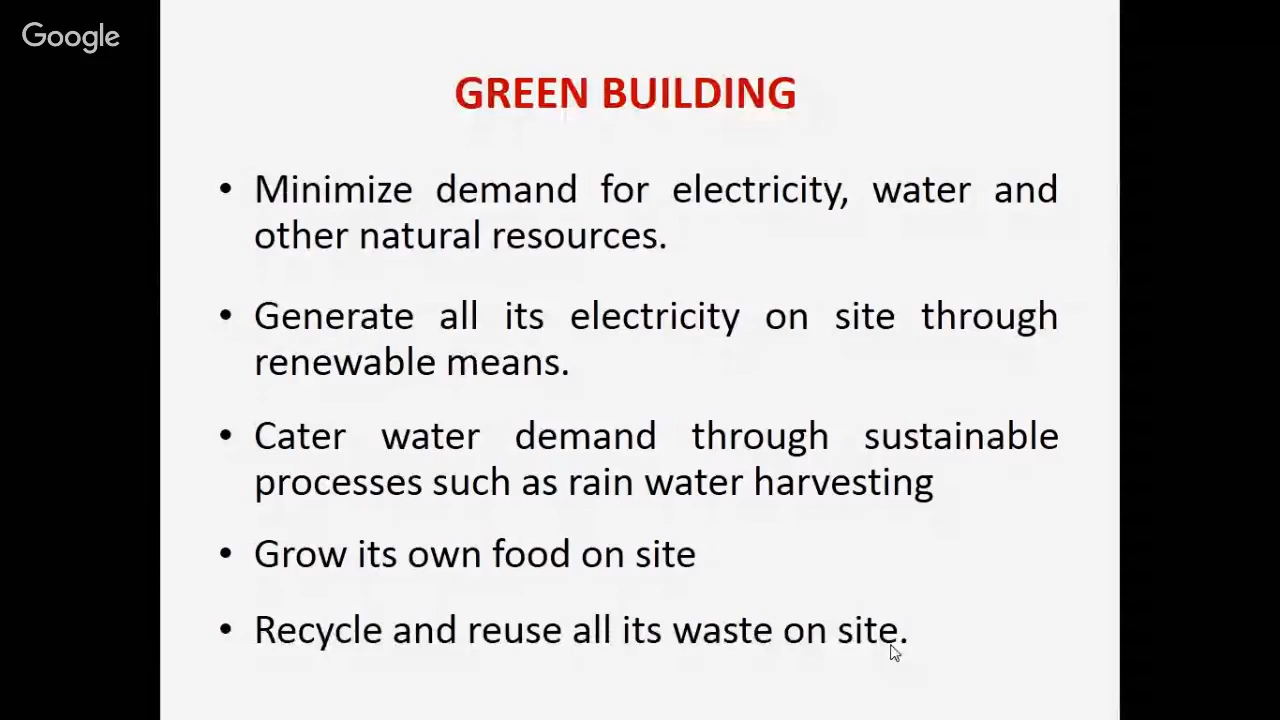 Google
GREEN BUILDING
• Minimize demand for electricity, water and
other natural resources.
• Generate all its electricity on site through
renewable means.
• Cater water demand through sustainable
processes such as rain water harvesting
• Grow its own food on site
• Recycle and reuse all its waste on site.